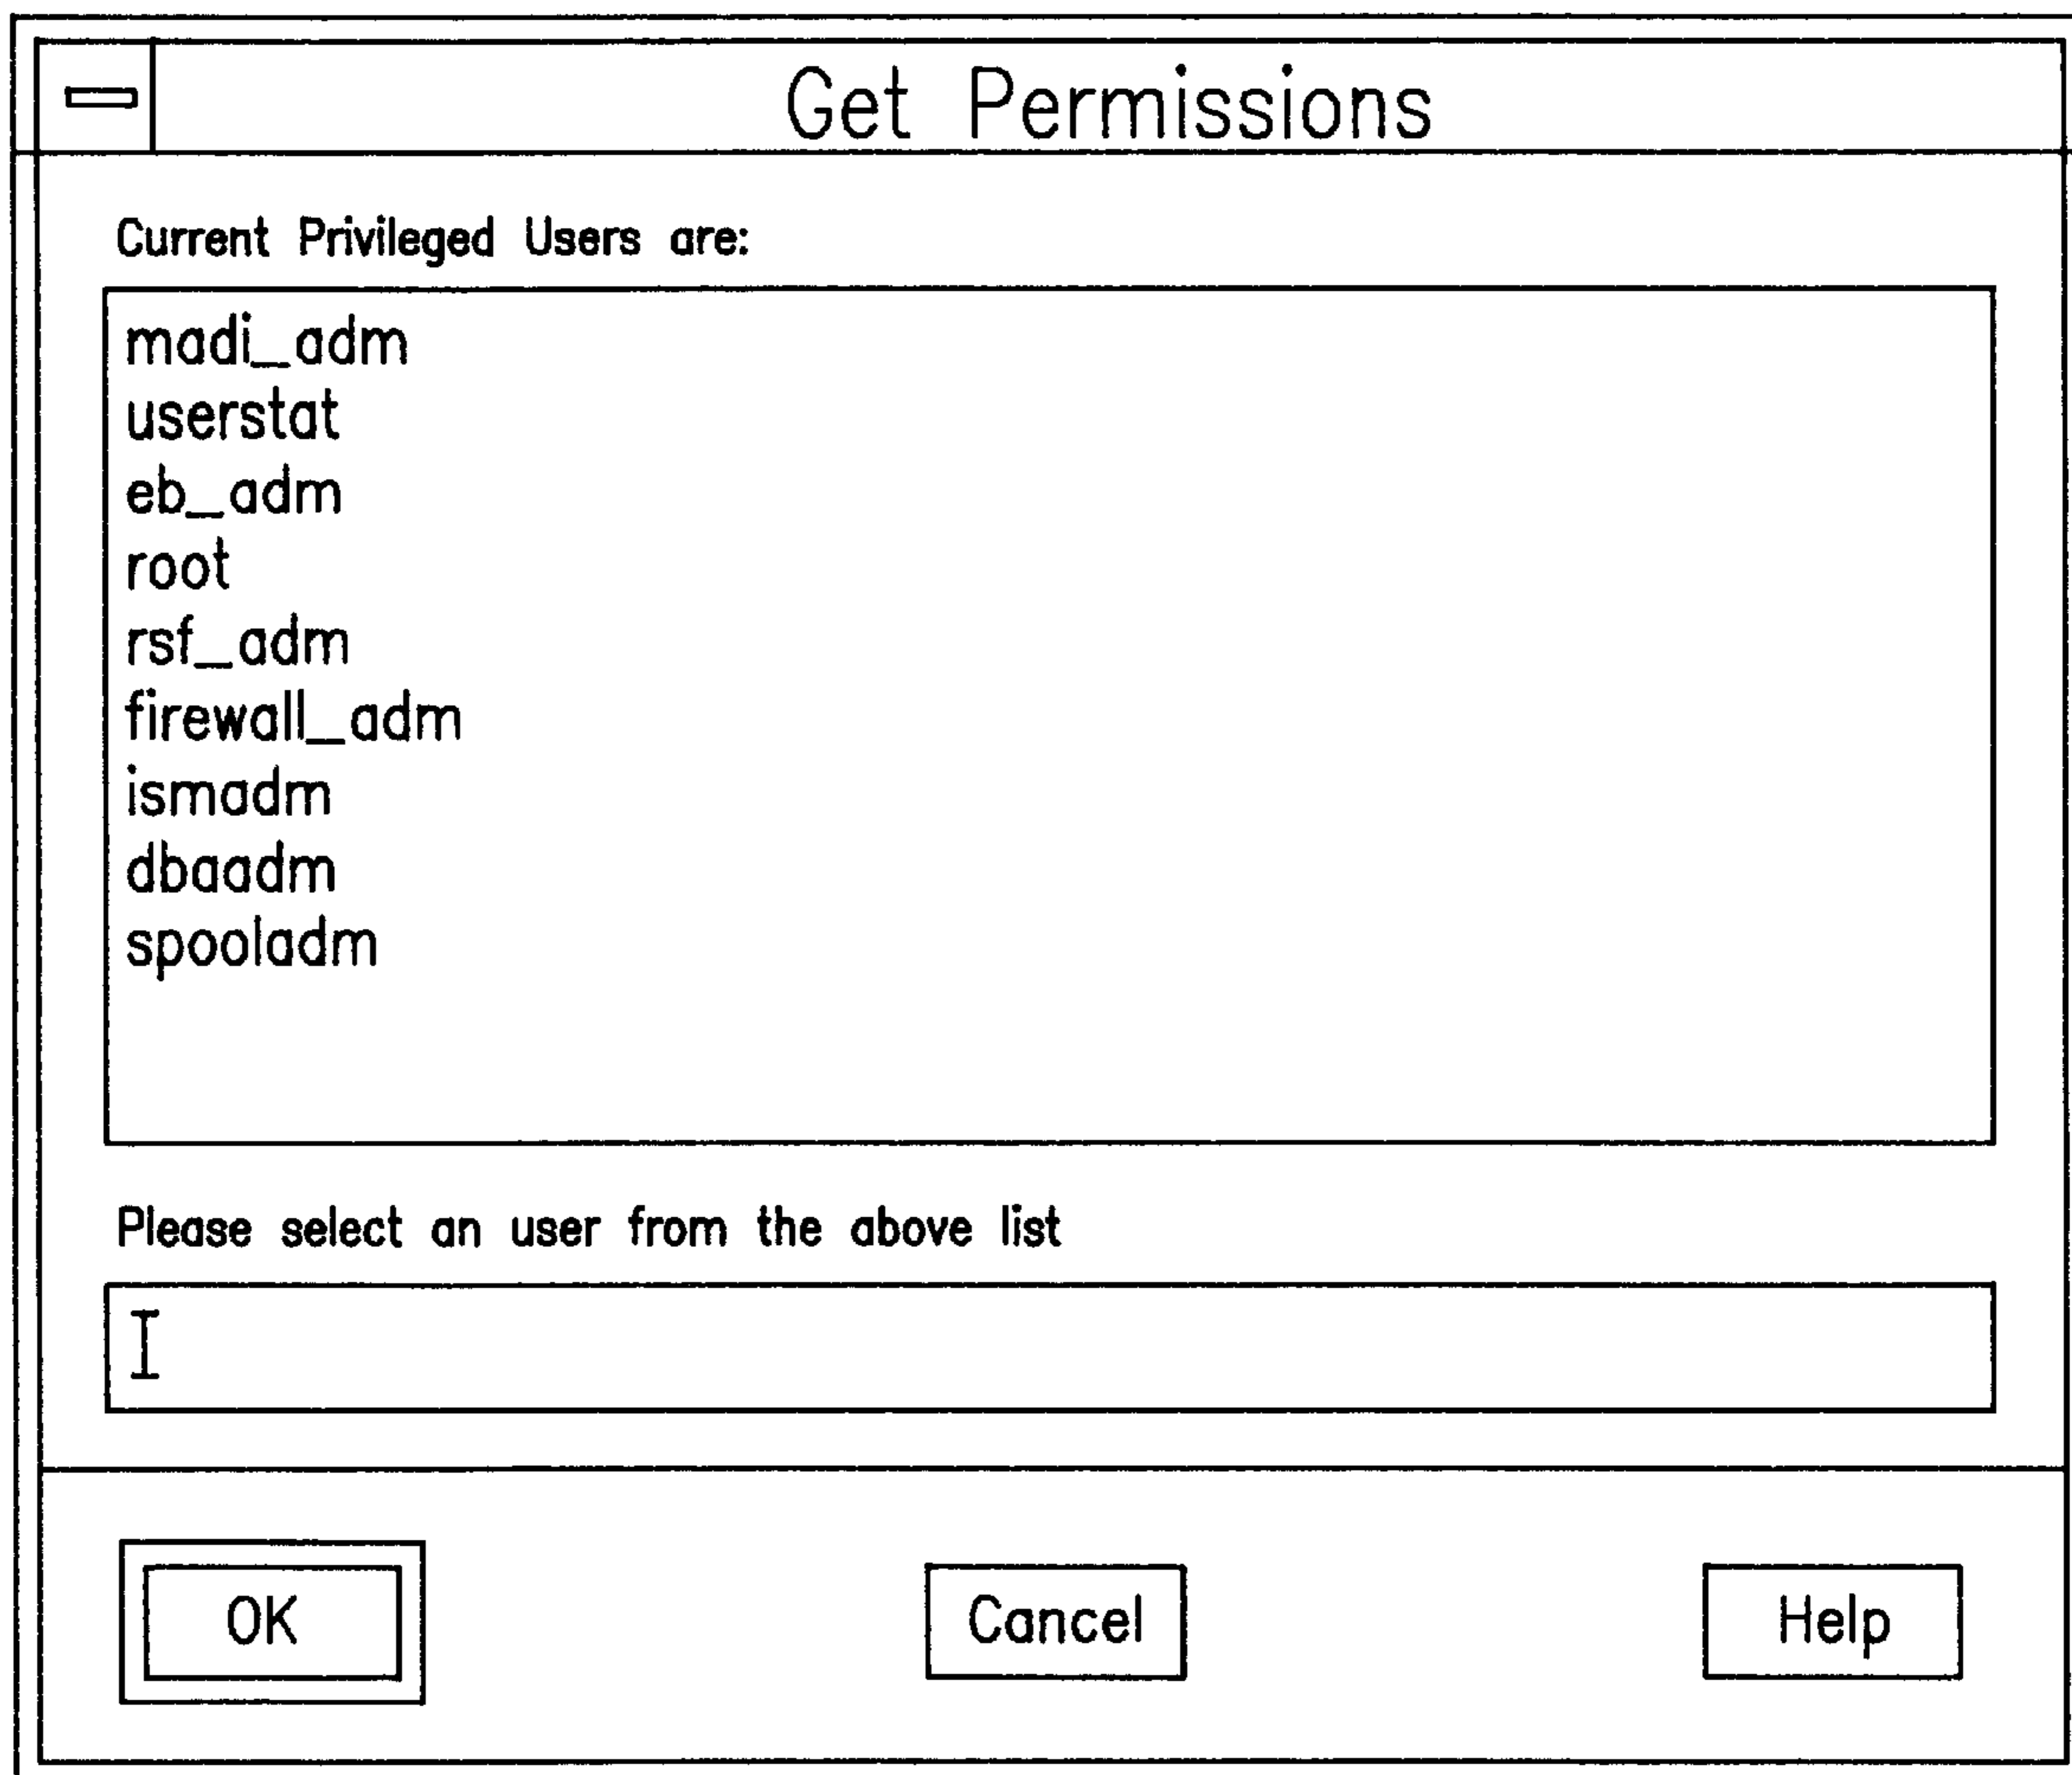 Get Permissions
Current Privileged Users are:
madi_adm
userstat
eb_adm
root
rsf_adm
firewall_adm
ismadm
dbaadm
spooladm
Please select an user from the above list
OK Cancel Help